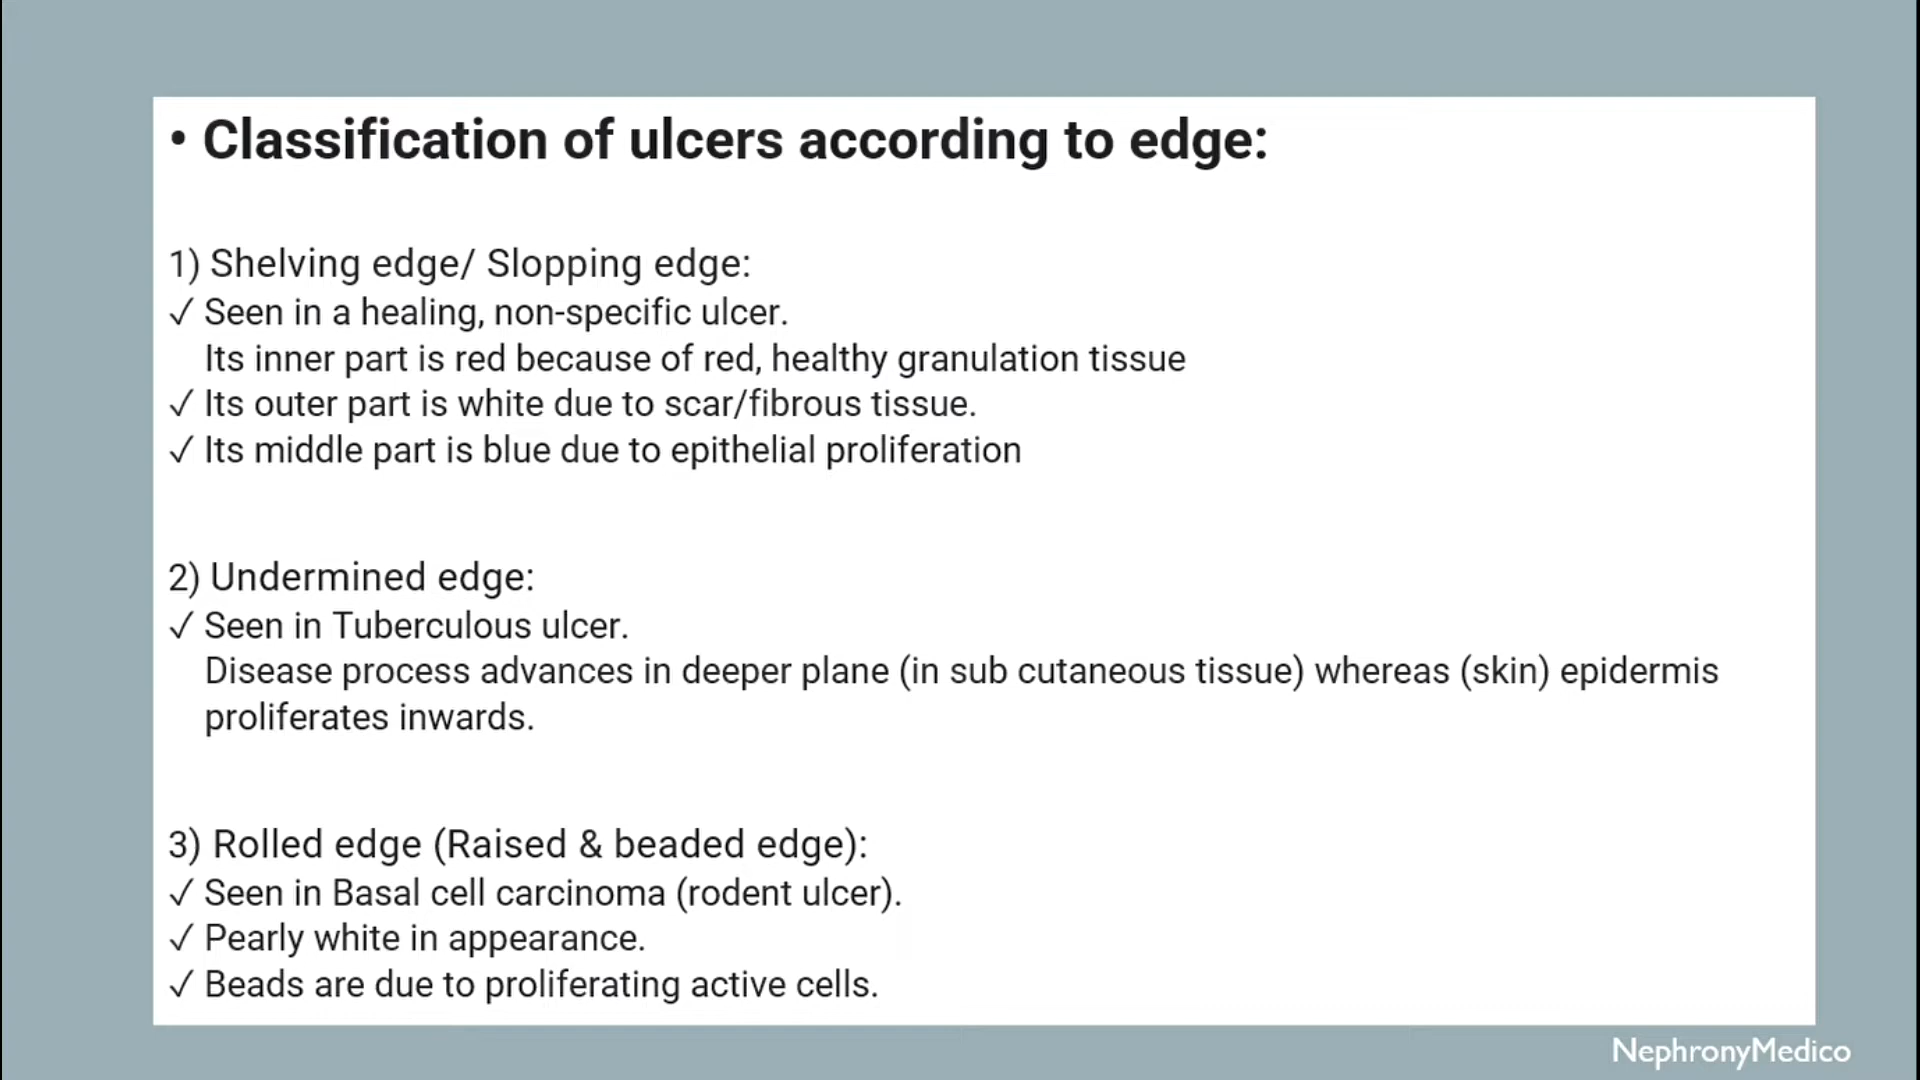 • Classification of ulcers according to edge:
1) Shelving edge/ Slopping edge:
✓ Seen in a healing, non-specific ulcer.
Its inner part is red because of red, healthy granulation tissue
✓ Its outer part is white due to scar/fibrous tissue.
✓ Its middle part is blue due to epithelial proliferation
2) Undermined edge:
✓ Seen in Tuberculous ulcer.
Disease process advances in deeper plane (in sub cutaneous tissue) whereas (skin) epidermis
proliferates inwards.
3) Rolled edge (Raised & beaded edge):
✓ Seen in Basal cell carcinoma (rodent ulcer).
✓ Pearly white in appearance.
✓ Beads are due to proliferating active cells.
NephronyMedico